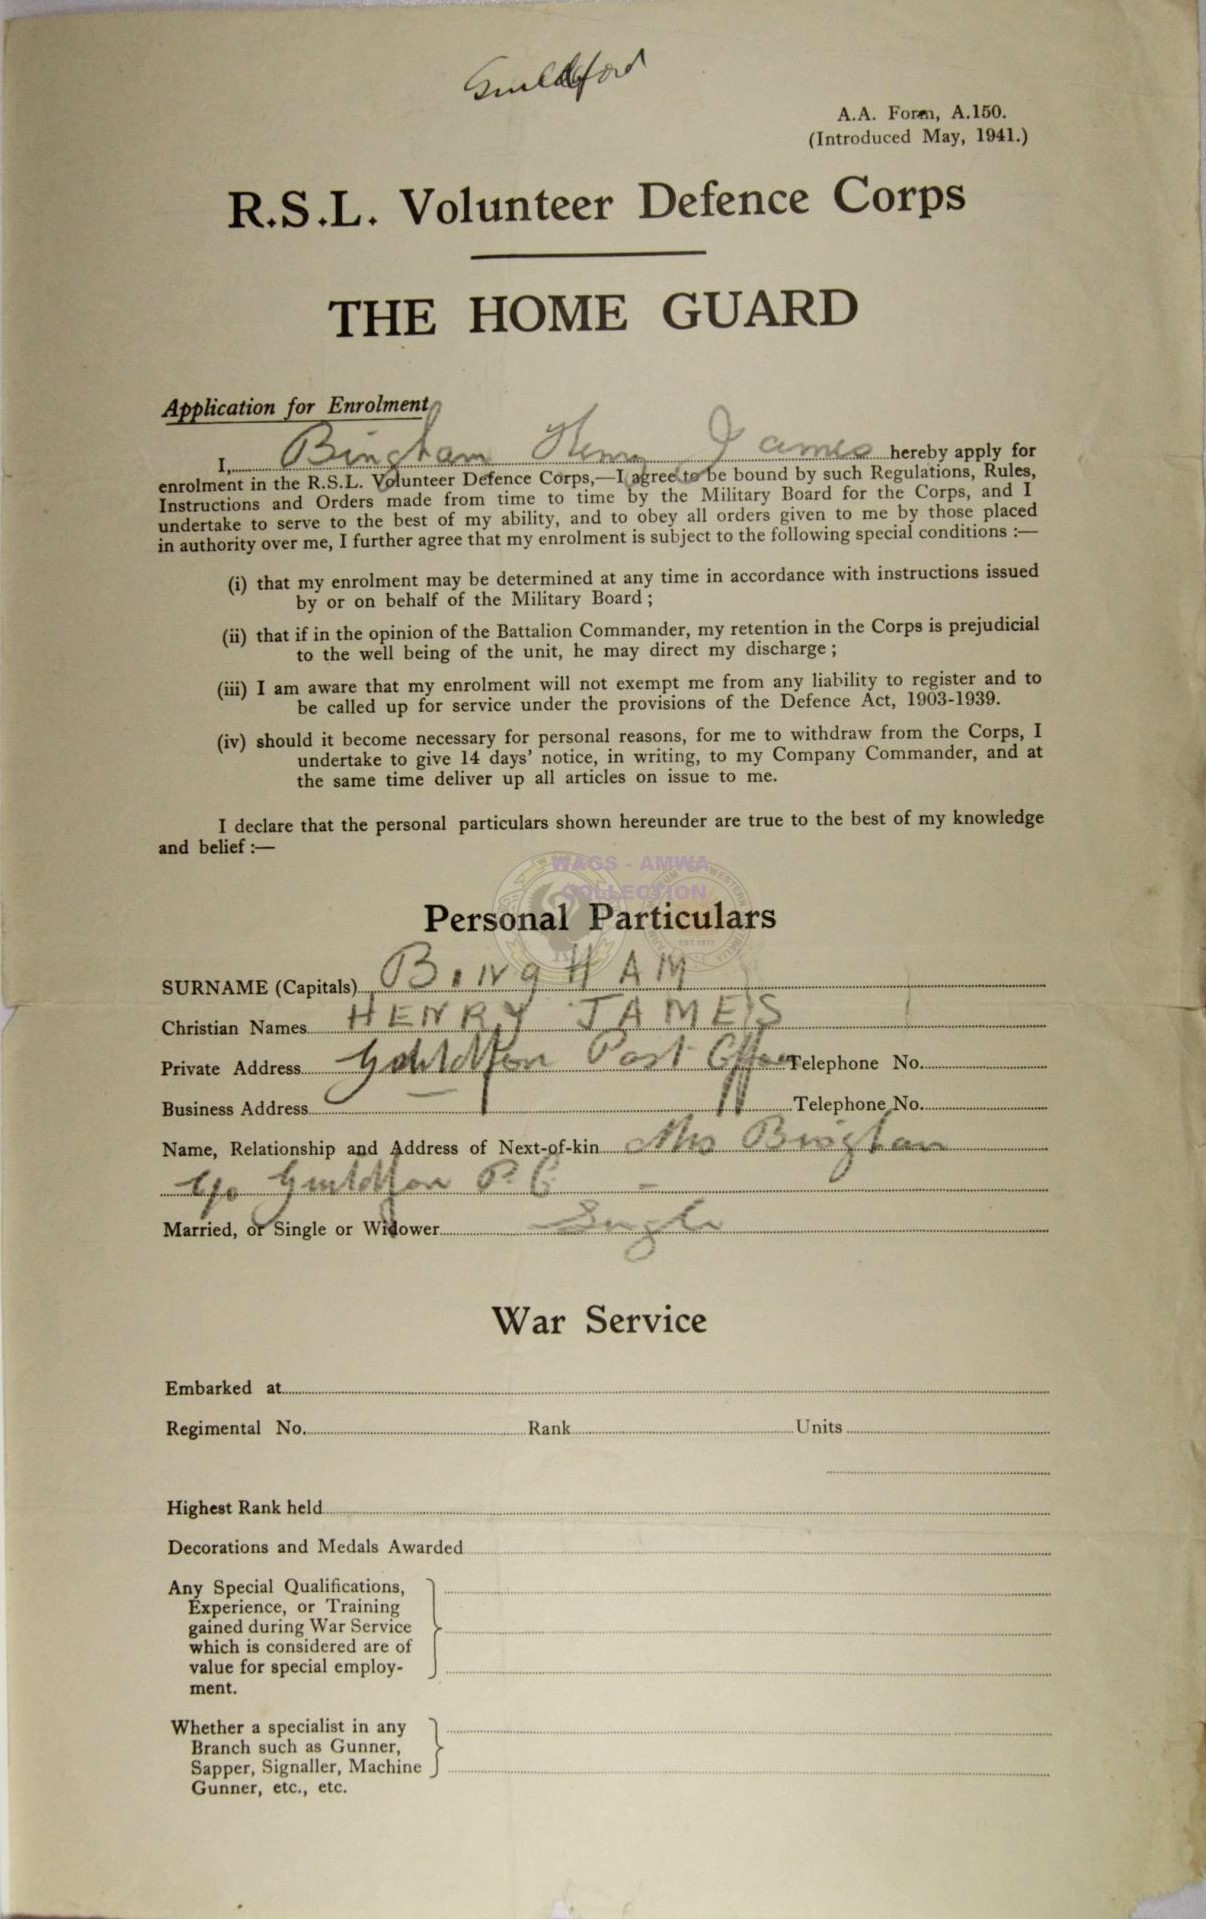 Guildford
A.A. Form, A.150.
(Introduced May, 1941.)
R.S.L. Volunteer Defence Corps
THE HOME GUARD
Application for Enrolment
I, Bingham Henry James hereby apply for
enrolment in the R.S.L. Volunteer Defence Corps,—I agree to be bound by such Regulations, Rules,
Instructions and Orders made from time to time by the Military Board for the Corps, and I
undertake to serve to the best of my ability, and to obey all orders given to me by those placed
in authority over me, I further agree that my enrolment is subject to the following special conditions :—
(i) that my enrolment may be determined at any time in accordance with instructions issued
by or on behalf of the Military Board ;
(ii) that if in the opinion of the Battalion Commander, my retention in the Corps is prejudicial
to the well being of the unit, he may direct my discharge ;
(iii) I am aware that my enrolment will not exempt me from any liability to register and to
be called up for service under the provisions of the Defence Act, 1903-1939.
(iv) should it become necessary for personal reasons, for me to withdraw from the Corps, I
undertake to give 14 days' notice, in writing, to my Company Commander, and at
the same time deliver up all articles on issue to me.
I declare that the personal particulars shown hereunder are true to the best of my knowledge
and belief :—
WAGS - AMWA
COLLECTION
Personal Particulars
SURNAME (Capitals) BINgHAM
Christian Names HENRY JAMES
Private Address Guildford Post Office Telephone No.
Business Address Telephone No.
Name, Relationship and Address of Next-of-kin Mrs Bingham
c/o Guildford P.O
Married, or Single or Widower Single
War Service
Embarked at
Regimental No. Rank Units
Highest Rank held
Decorations and Medals Awarded
Any Special Qualifications,
Experience, or Training
gained during War Service
which is considered are of
value for special employ-
ment.
Whether a specialist in any
Branch such as Gunner,
Sapper, Signaller, Machine
Gunner, etc., etc.